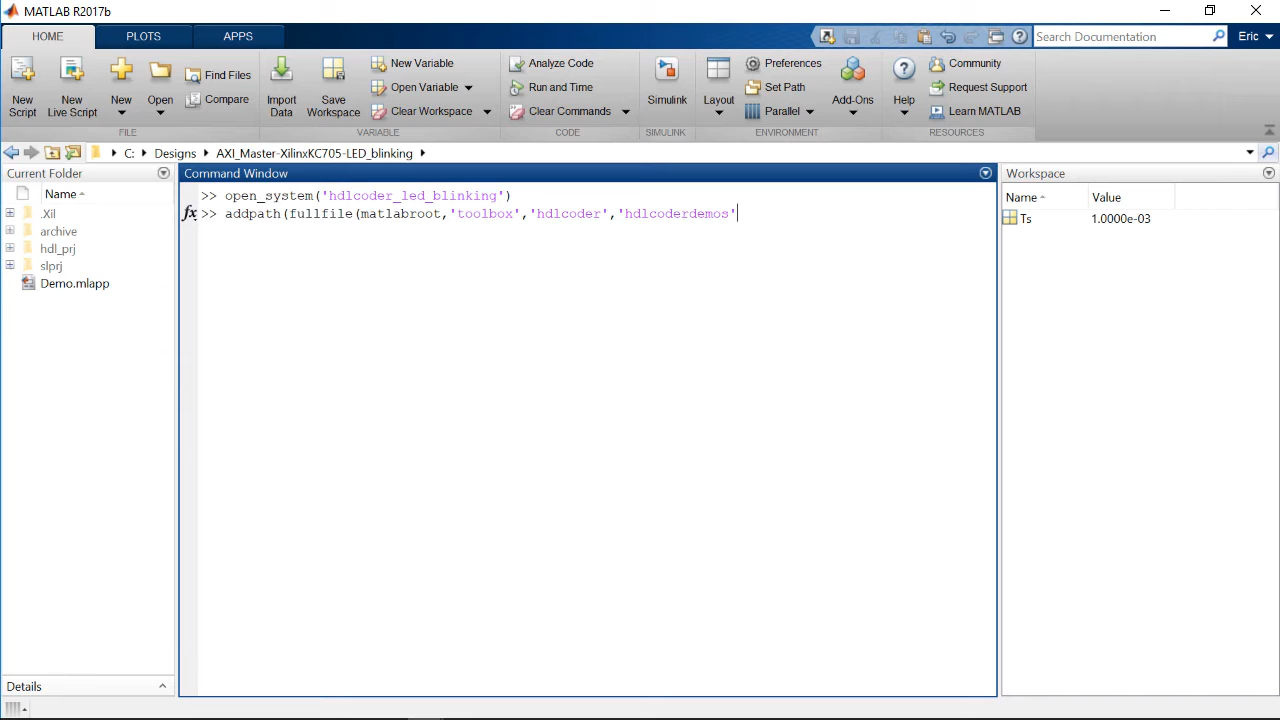 MATLAB R2017b
HOME PLOTS APPS Search Documentation Eric
New Script New Live Script New Open Find Files Compare Import Data Save Workspace New Variable Open Variable Clear Workspace Analyze Code Run and Time Clear Commands Simulink Layout Preferences Set Path Parallel Add-Ons Help Community Request Support Learn MATLAB
FILE VARIABLE CODE SIMULINK ENVIRONMENT RESOURCES
C: Designs AXI_Master-XilinxKC705-LED_blinking
Current Folder
Name
.Xil
archive
hdl_prj
slprj
Demo.mlapp
Details
Command Window
>> open_system('hdlcoder_led_blinking')
fx >> addpath(fullfile(matlabroot,'toolbox','hdlcoder','hdlcoderdemos'
Workspace
Name Value
Ts 1.0000e-03